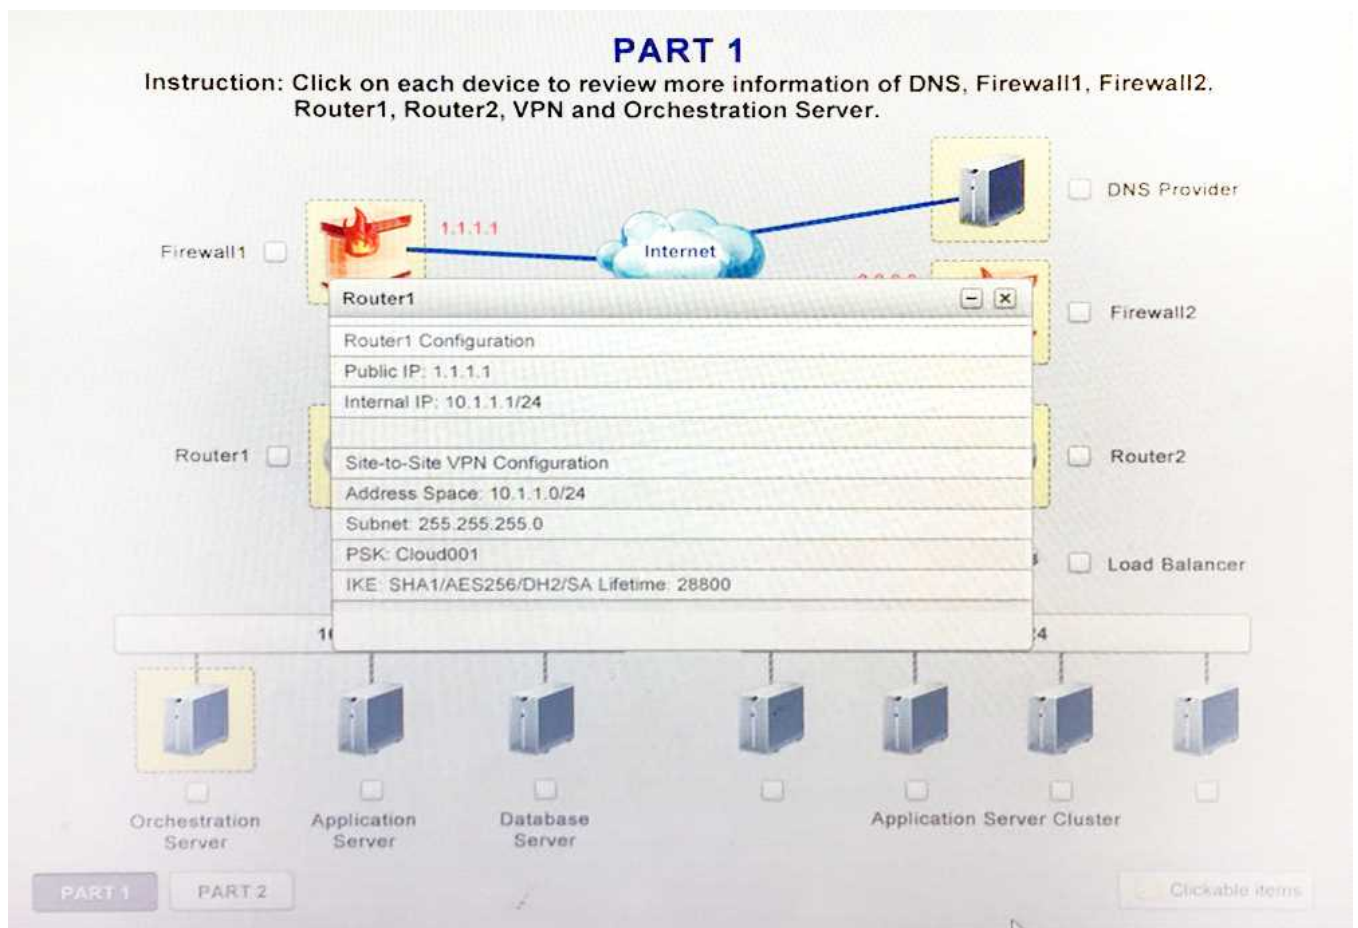 PART 1
Instruction: Click on each device to review more information of DNS, Firewall1, Firewall2.
Router1, Router2, VPN and Orchestration Server.
DNS Provider
1.1.1.1
Firewall1
Internet
Firewall2
Router1
Router1 Configuration
Public IP: 1.1.1.1
Internal IP: 10.1.1.1/24
Site-to-Site VPN Configuration
Address Space: 10.1.1.0/24
Subnet: 255.255.255.0
PSK: Cloud001
IKE: SHA1/AES256/DH2/SA Lifetime: 28800
Router1
Router2
Load Balancer
Orchestration
Server
Application
Server
Database
Server
Application Server Cluster
PART 1
PART 2
Clickable items